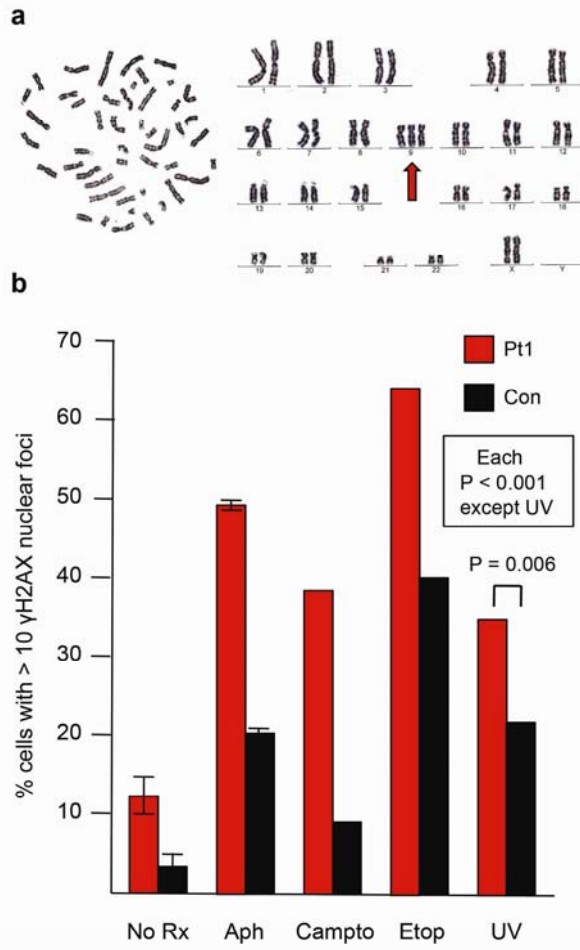 a
1 2 3 4 5
6 7 8 9 10 11 12
13 14 15 16 17 18
19 20 21 22 X Y
b
% cells with > 10 γH2AX nuclear foci
70
60
50
40
30
20
10
Pt1
Con
Each
P < 0.001
except UV
P = 0.006
No Rx Aph Campto Etop UV